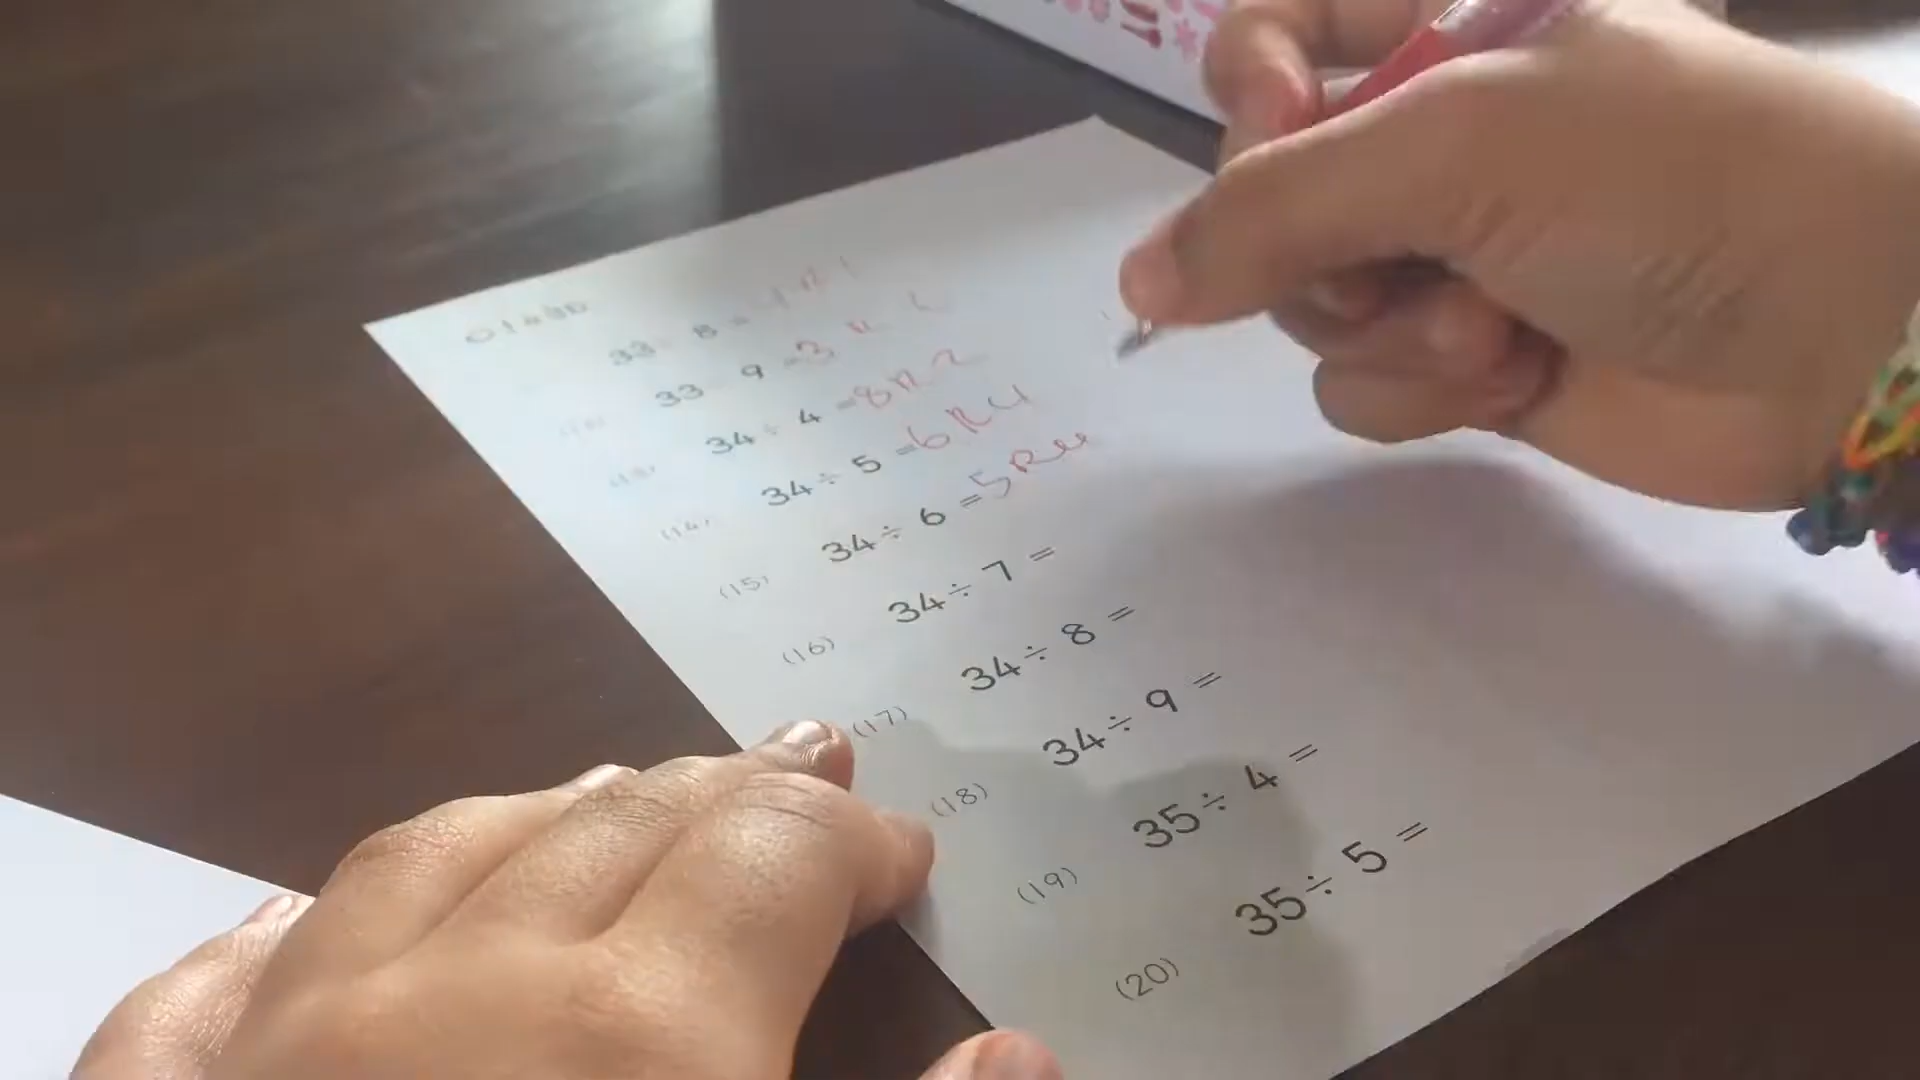 33 ÷ 8 = 4 R 1
33 ÷ 9 = 3 R
(13) 34 ÷ 4 = 8 R 2
(14) 34 ÷ 5 = 6 R 4
(15) 34 ÷ 6 = 5 R 4
(16) 34 ÷ 7 =
(17) 34 ÷ 8 =
(18) 34 ÷ 9 =
(19) 35 ÷ 4 =
(20) 35 ÷ 5 =